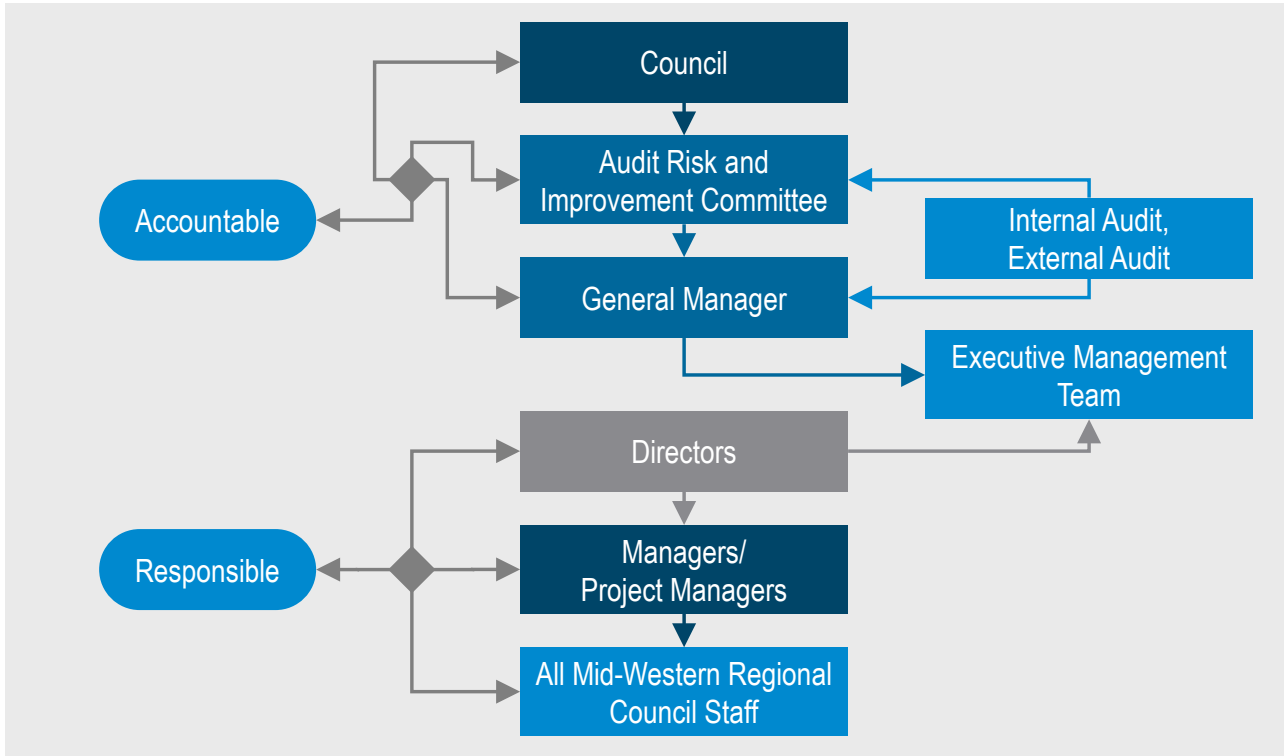 Council
Audit Risk and
Improvement Committee
Accountable
Internal Audit,
External Audit
General Manager
Executive Management
Team
Directors
Managers/
Project Managers
Responsible
All Mid-Western Regional
Council Staff